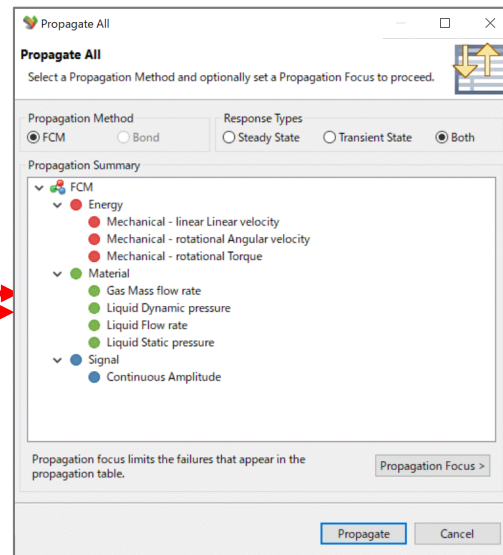 Propagate All
Propagate All
Select a Propagation Method and optionally set a Propagation Focus to proceed.
Propagation Method
Response Types
FCM
Bond
Steady State
Transient State
Both
Propagation Summary
FCM
Energy
Mechanical - linear Linear velocity
Mechanical - rotational Angular velocity
Mechanical - rotational Torque
Material
Gas Mass flow rate
Liquid Dynamic pressure
Liquid Flow rate
Liquid Static pressure
Signal
Continuous Amplitude
Propagation focus limits the failures that appear in the
propagation table.
Propagation Focus >
Propagate
Cancel